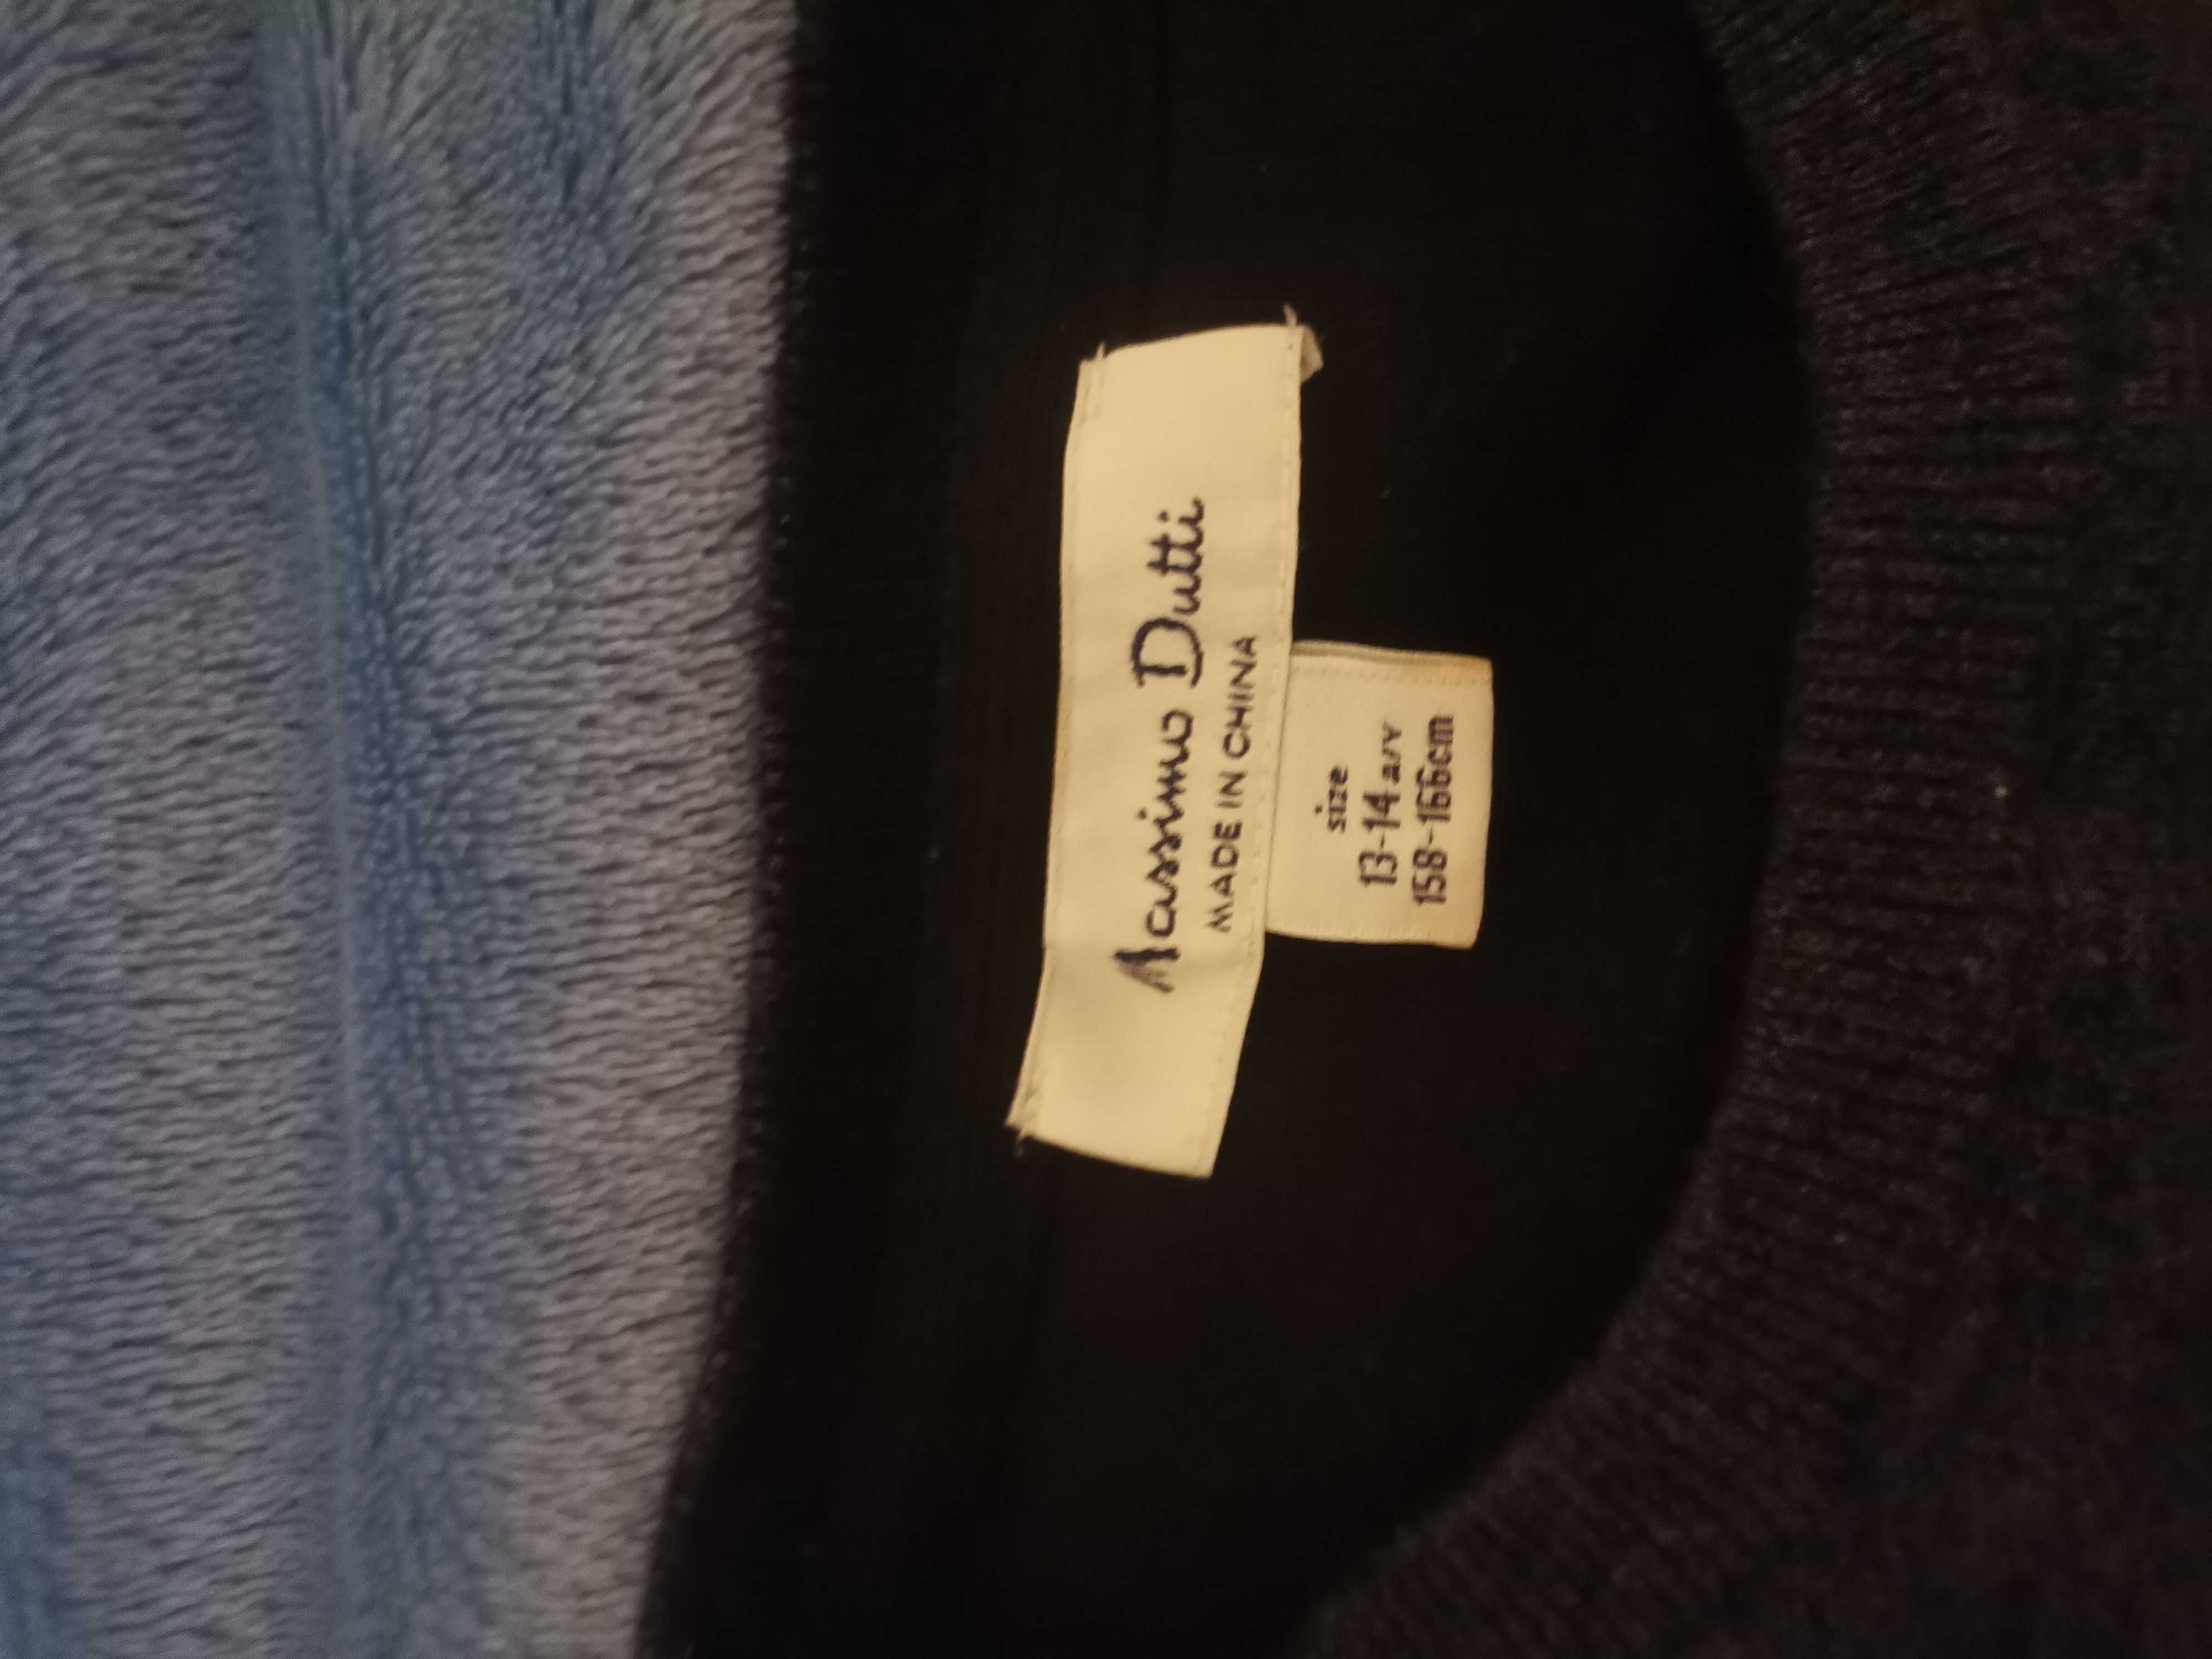 Massimo Dutti
MADE IN CHINA
size
13-14 a/Y
158-166cm